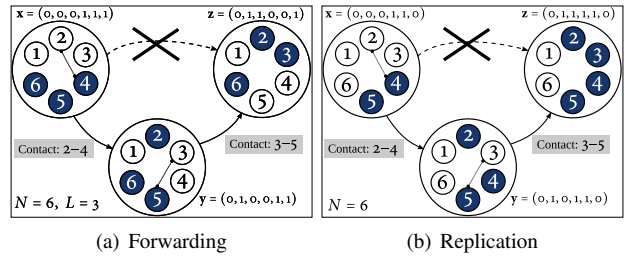 x = (0,0,0,1,1,1)
z = (0,1,1,0,0,1)
2
1 3
6 4
5
2
1 3
6 4
5
Contact: 2–4
Contact: 3–5
2
1 3
6 4
5
N = 6, L = 3
y = (0,1,0,0,1,1)
(a) Forwarding
x = (0,0,0,1,1,0)
z = (0,1,1,1,1,0)
2
1 3
6 4
5
2
1 3
6 4
5
Contact: 2–4
Contact: 3–5
2
1 3
6 4
5
N = 6
y = (0,1,0,1,1,0)
(b) Replication